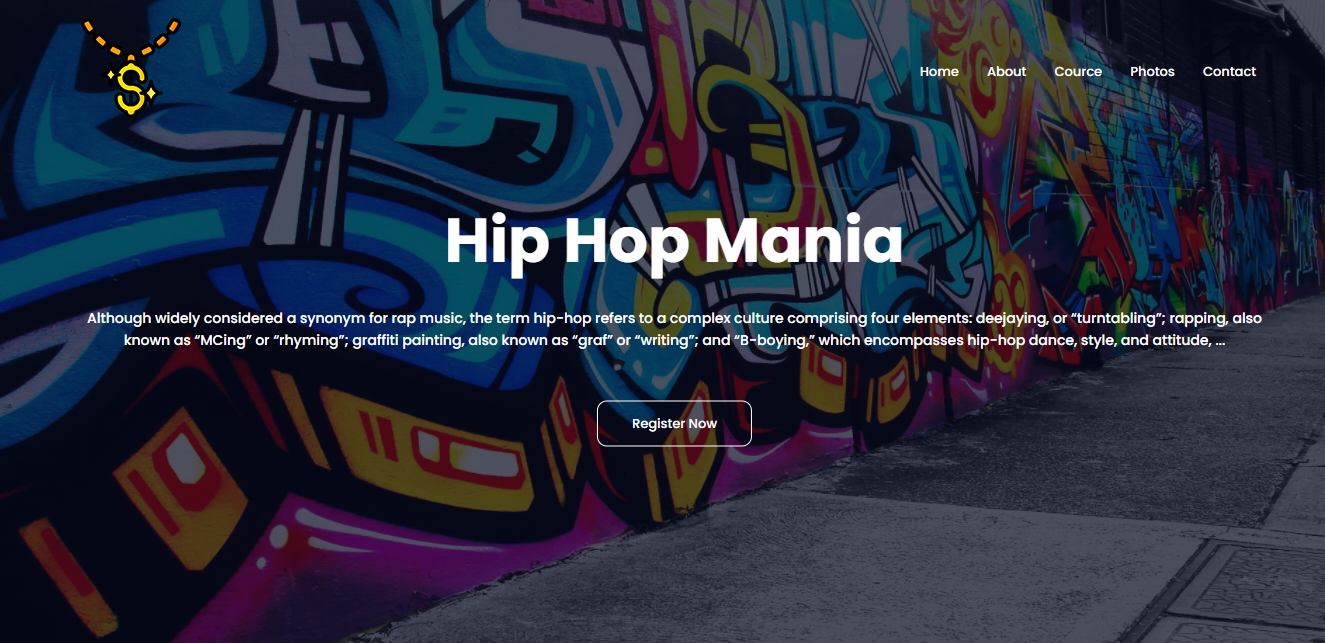 $
Home About Cource Photos Contact
Hip Hop Mania
Although widely considered a synonym for rap music, the term hip-hop refers to a complex culture comprising four elements: deejaying, or “turntabling”; rapping, also
known as “MCing” or “rhyming”; graffiti painting, also known as “graf” or “writing”; and “B-boying,” which encompasses hip-hop dance, style, and attitude, ...
Register Now